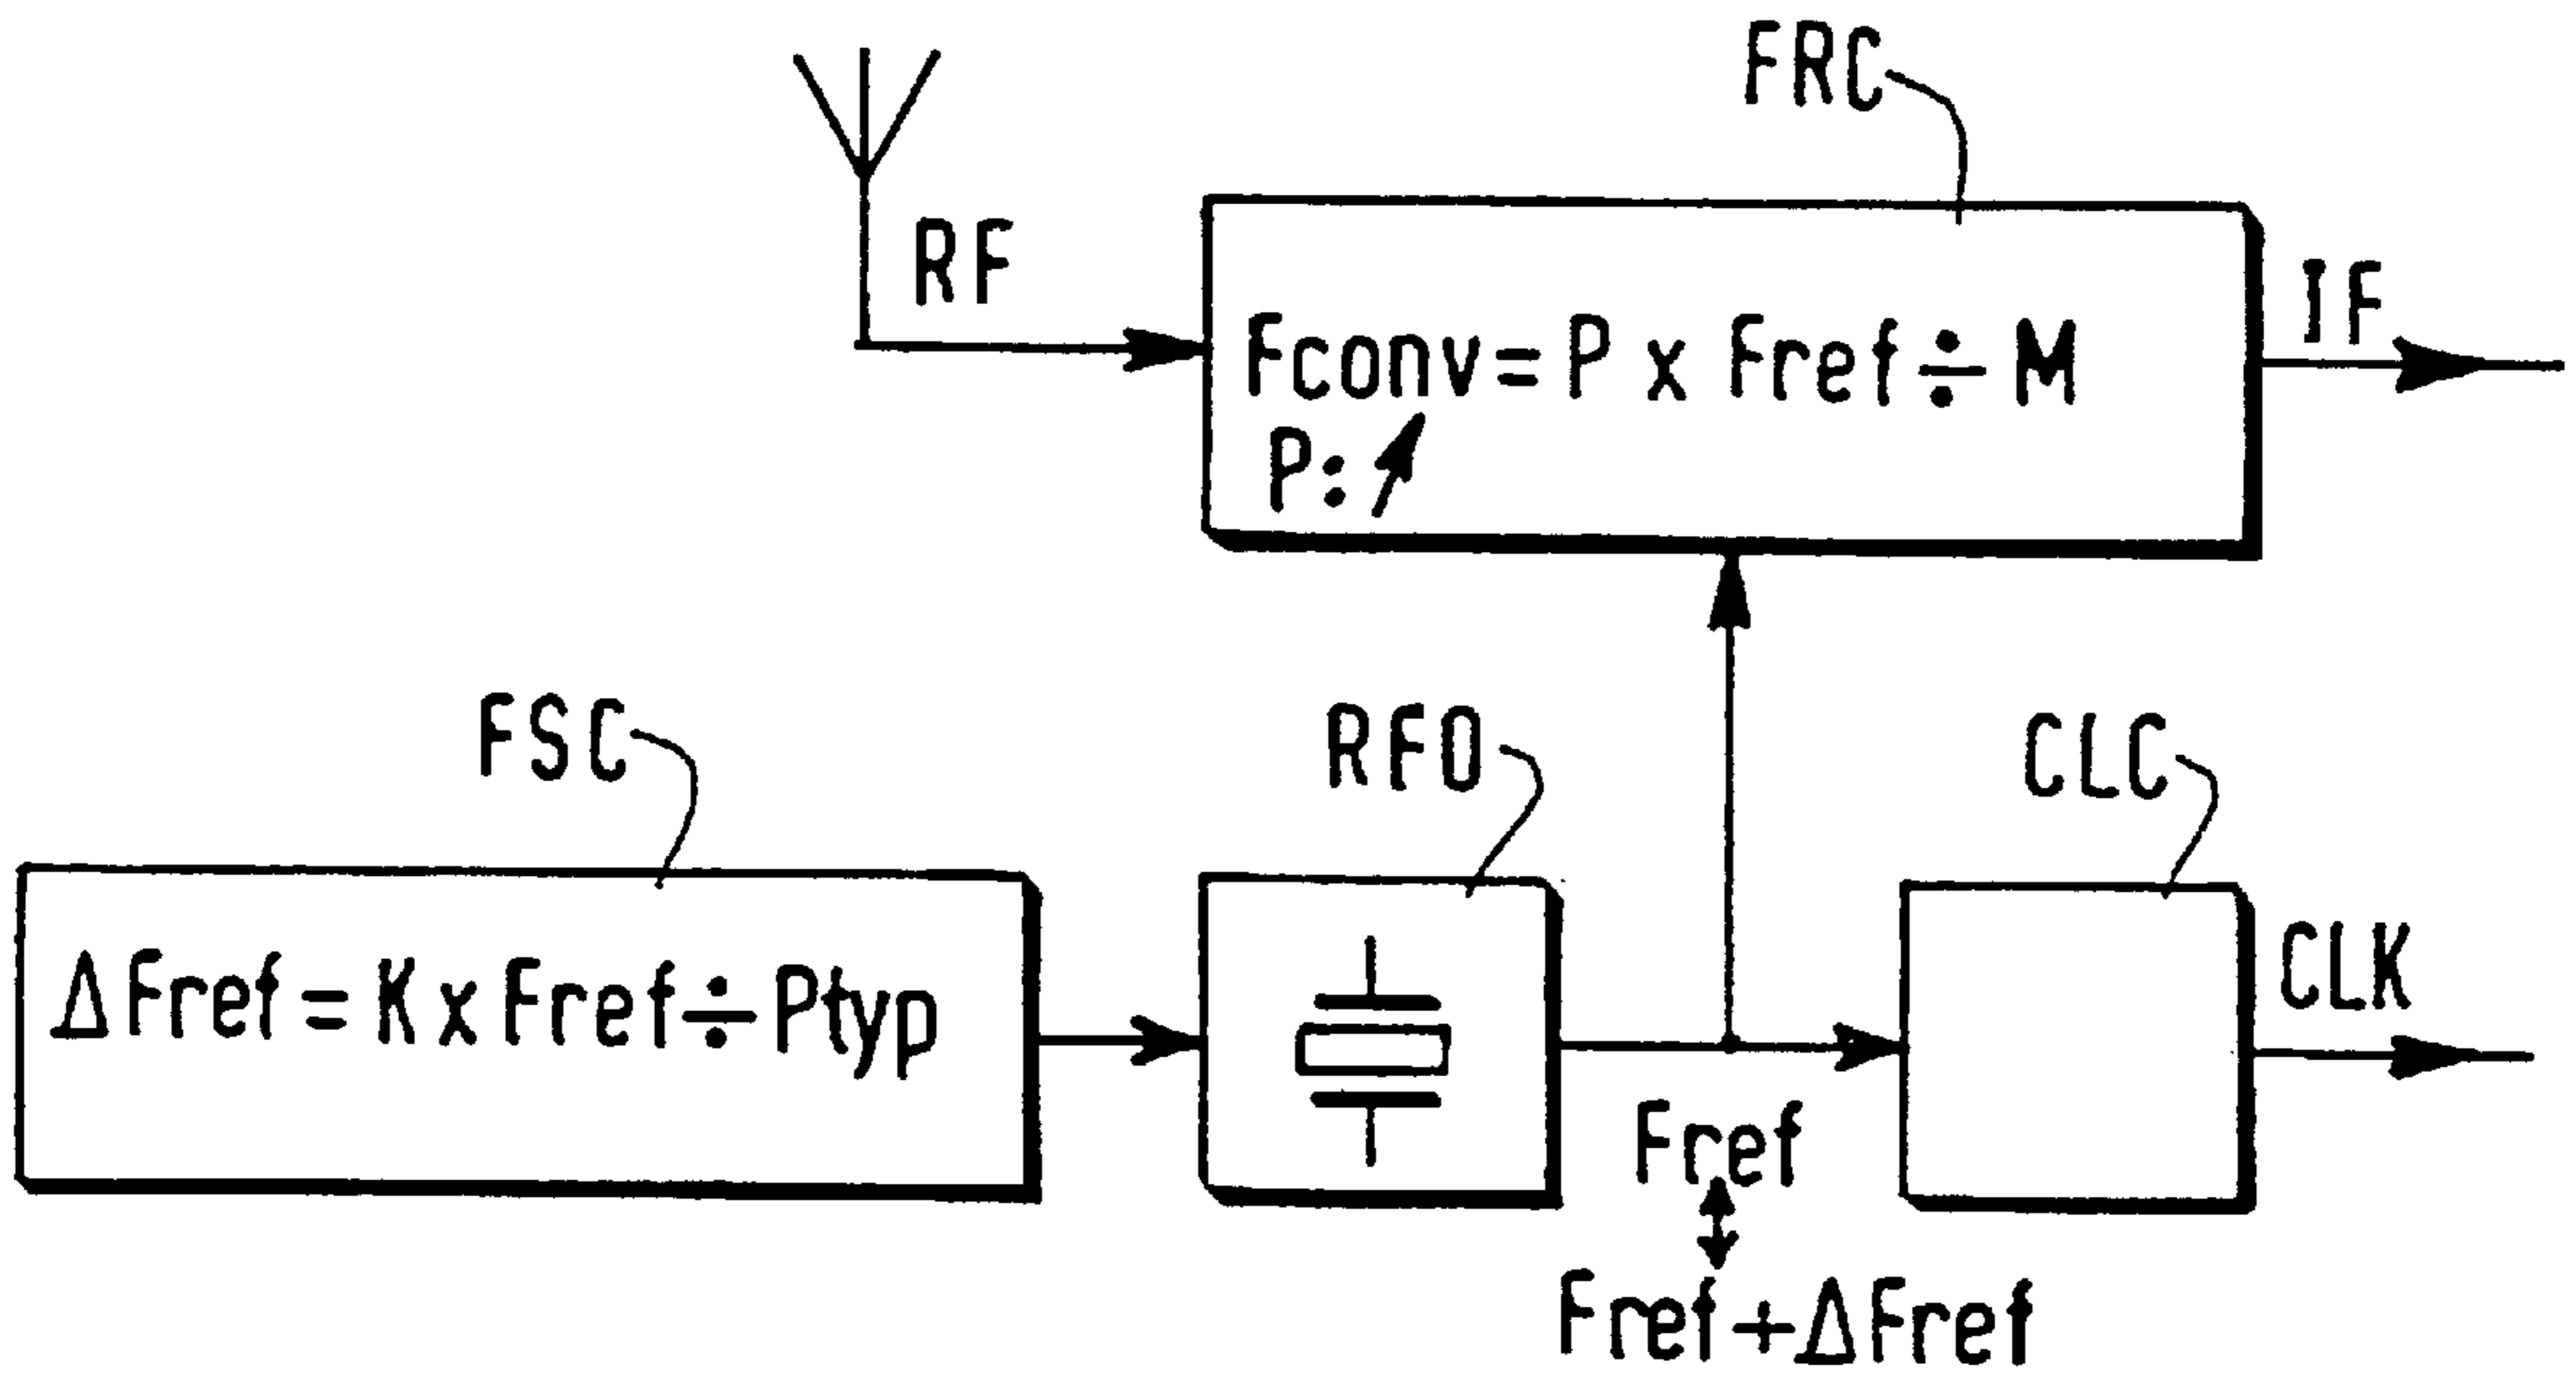 FRC
RF
IF
Fconv = P x Fref ÷ M
P: ↗
FSC
RFO
CLC
ΔFref = K x Fref ÷ Ptyp
CLK
Fref
Fref + ΔFref